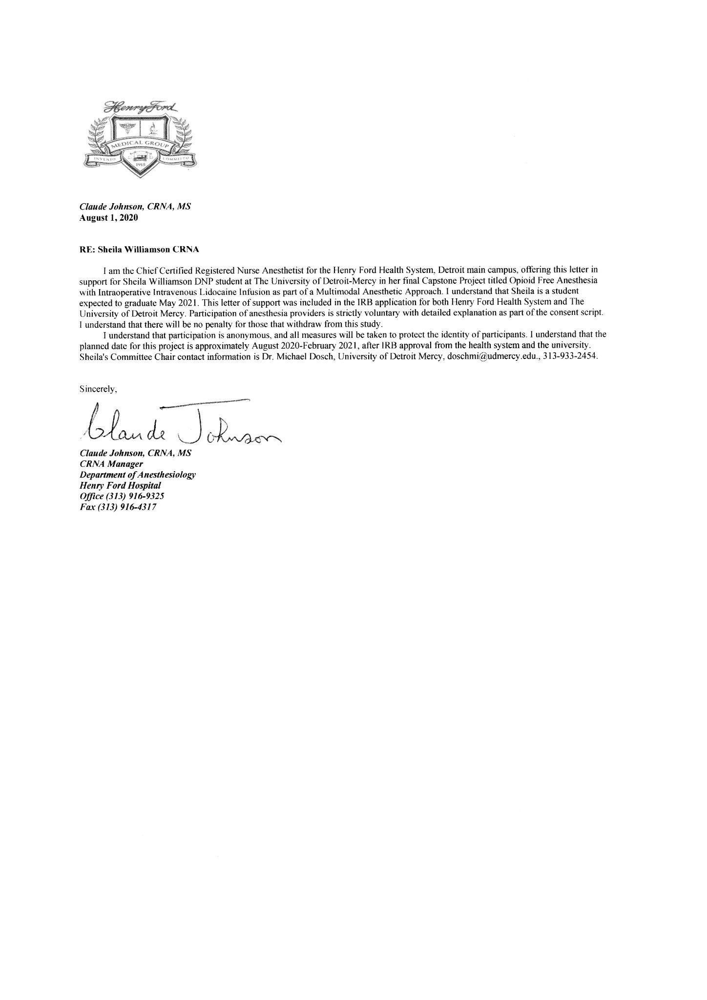 Henry Ford
MEDICAL GROUP
INVENIO
COMMITTO
1915
Claude Johnson, CRNA, MS
August 1, 2020
RE: Sheila Williamson CRNA
I am the Chief Certified Registered Nurse Anesthetist for the Henry Ford Health System, Detroit main campus, offering this letter in
support for Sheila Williamson DNP student at The University of Detroit-Mercy in her final Capstone Project titled Opioid Free Anesthesia
with Intraoperative Intravenous Lidocaine Infusion as part of a Multimodal Anesthetic Approach. I understand that Sheila is a student
expected to graduate May 2021. This letter of support was included in the IRB application for both Henry Ford Health System and The
University of Detroit Mercy. Participation of anesthesia providers is strictly voluntary with detailed explanation as part of the consent script.
I understand that there will be no penalty for those that withdraw from this study.
I understand that participation is anonymous, and all measures will be taken to protect the identity of participants. I understand that the
planned date for this project is approximately August 2020-February 2021, after IRB approval from the health system and the university.
Sheila's Committee Chair contact information is Dr. Michael Dosch, University of Detroit Mercy, doschmi@udmercy.edu., 313-933-2454.
Sincerely,
Claude Johnson
Claude Johnson, CRNA, MS
CRNA Manager
Department of Anesthesiology
Henry Ford Hospital
Office (313) 916-9325
Fax (313) 916-4317